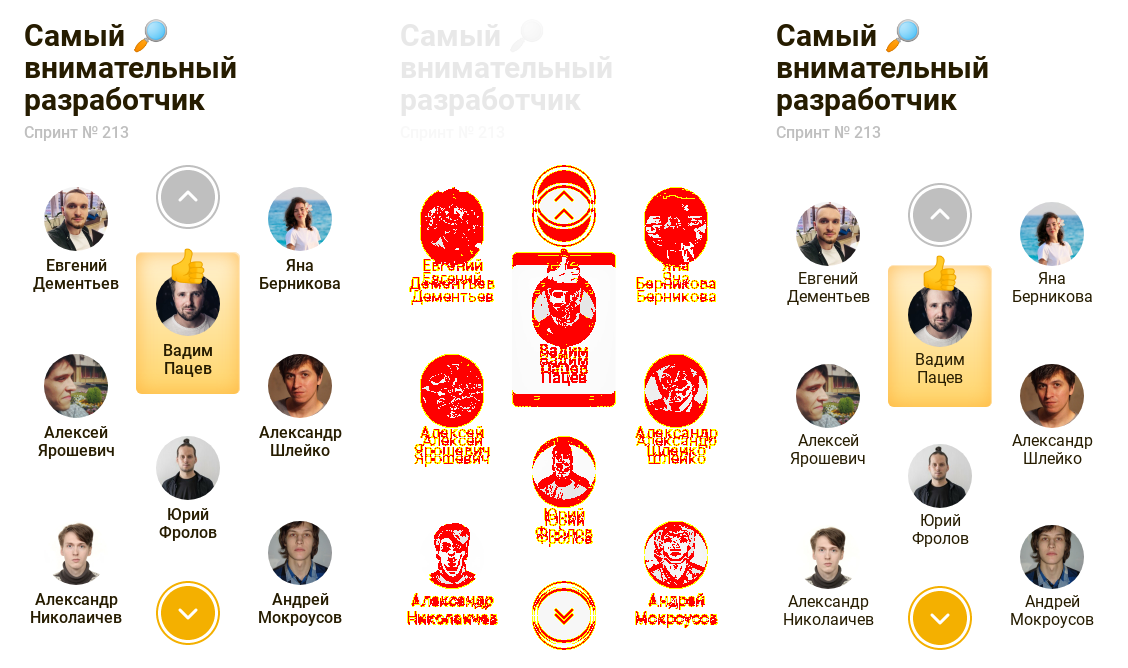 Самый 🔎
внимательный
разработчик
Спринт № 213
Евгений
Дементьев
Яна
Берникова
Вадим
Пацев
Алексей
Ярошевич
Александр
Шлейко
Юрий
Фролов
Александр
Николаичев
Андрей
Мокроусов
Самый 🔎
внимательный
разработчик
Спринт № 213
Евгений
Дементьев
Яна
Берникова
Вадим
Пацев
Алексей
Ярошевич
Александр
Шлейко
Юрий
Фролов
Александр
Николаичев
Андрей
Мокроусов
Самый 🔎
внимательный
разработчик
Спринт № 213
Евгений
Дементьев
Яна
Берникова
Вадим
Пацев
Алексей
Ярошевич
Александр
Шлейко
Юрий
Фролов
Александр
Николаичев
Андрей
Мокроусов